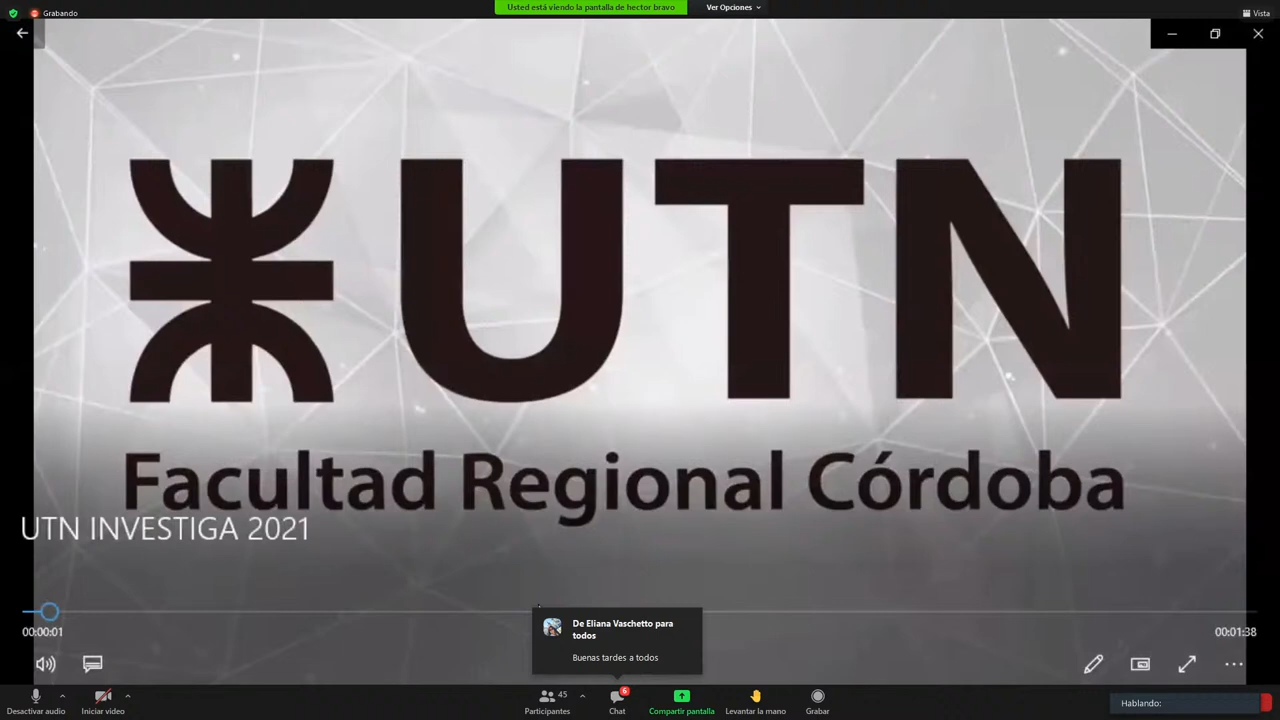 Grabando
Usted está viendo la pantalla de hector bravo
Ver Opciones
Vista
UTN
Facultad Regional Córdoba
UTN INVESTIGA 2021
00:00:01
00:01:38
De Eliana Vaschetto para
todos
Buenas tardes a todos
Desactivar audio
Iniciar video
45
Participantes
6
Chat
Compartir pantalla
Levantar la mano
Grabar
Hablando: